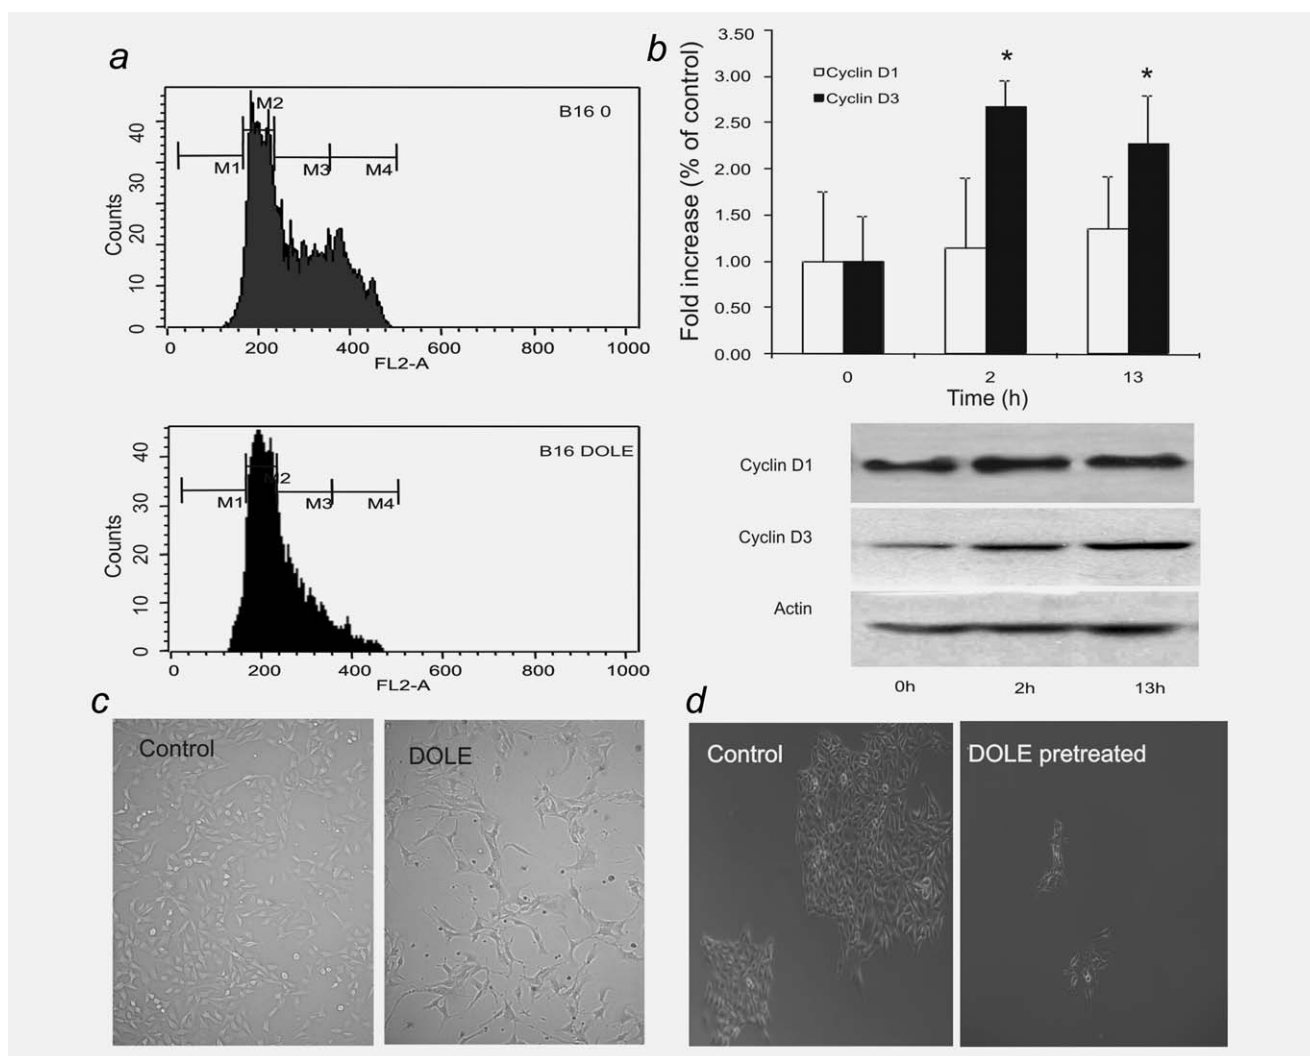 a
B16 0
M2
M1
M3
M4
Counts
40
30
20
10
0
0 200 400 600 800 1000
FL2-A
B16 DOLE
M2
M1
M3
M4
Counts
40
30
20
10
0
0 200 400 600 800 1000
FL2-A
b
Fold increase (% of control)
3.50
3.00
2.50
2.00
1.50
1.00
0.50
0.00
Cyclin D1
Cyclin D3
*
*
0 2 13
Time (h)
Cyclin D1
Cyclin D3
Actin
0h 2h 13h
c
Control
DOLE
d
Control
DOLE pretreated